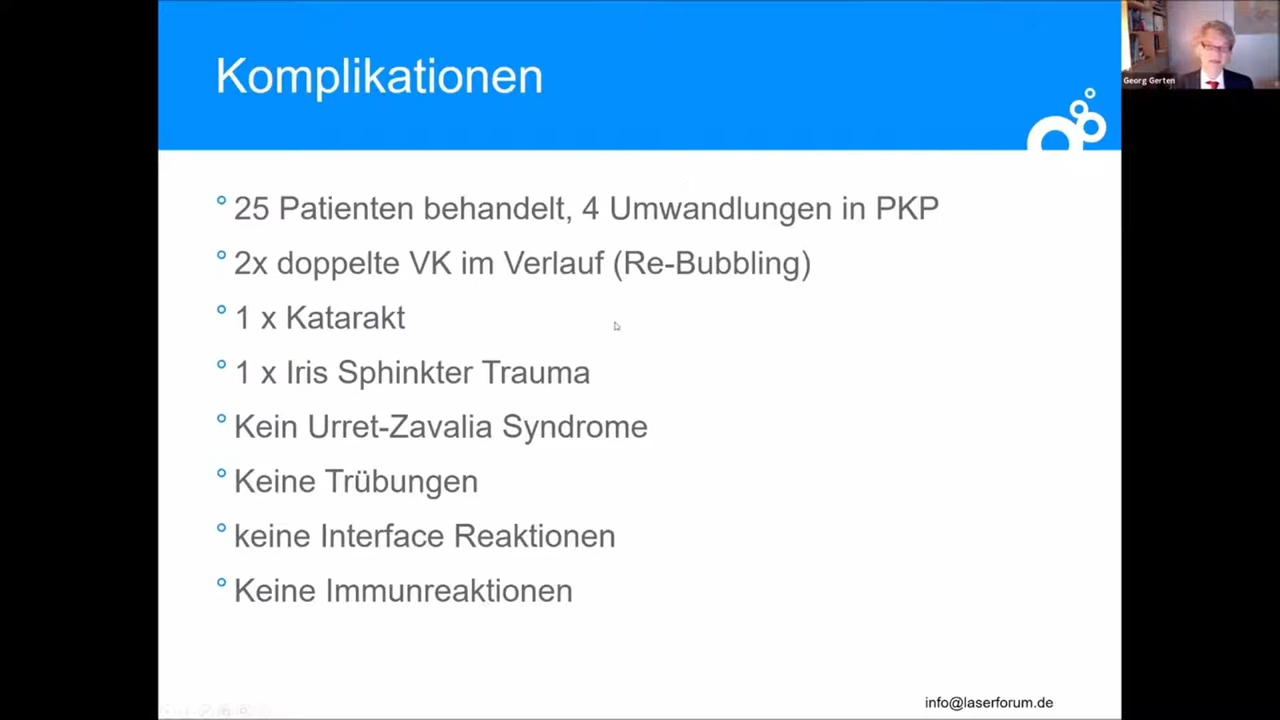 Komplikationen
Georg Gerten
° 25 Patienten behandelt, 4 Umwandlungen in PKP
° 2x doppelte VK im Verlauf (Re-Bubbling)
° 1 x Katarakt
° 1 x Iris Sphinkter Trauma
° Kein Urret-Zavalia Syndrome
° Keine Trübungen
° keine Interface Reaktionen
° Keine Immunreaktionen
info@laserforum.de